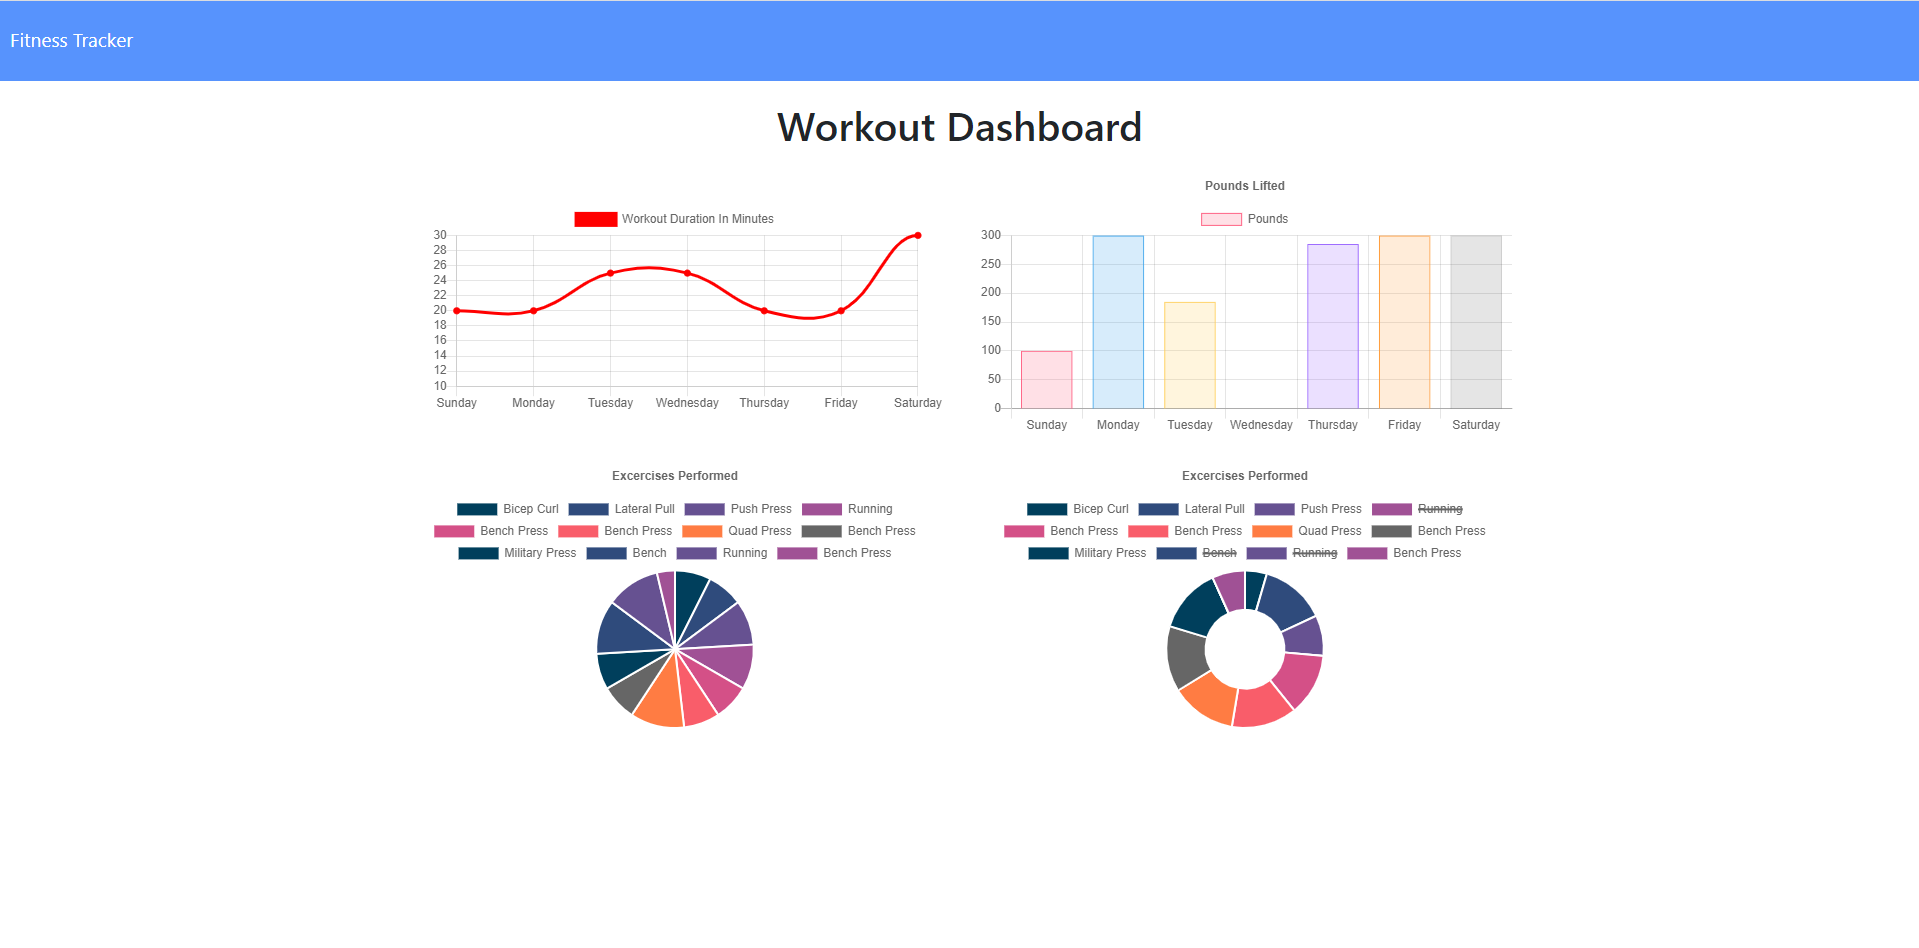 Fitness Tracker
Workout Dashboard
Workout Duration In Minutes
30
28
26
24
22
20
18
16
14
12
10
Sunday Monday Tuesday Wednesday Thursday Friday Saturday
Pounds Lifted
Pounds
300
250
200
150
100
50
0
Sunday Monday Tuesday Wednesday Thursday Friday Saturday
Excercises Performed
Bicep Curl Lateral Pull Push Press Running
Bench Press Bench Press Quad Press Bench Press
Military Press Bench Running Bench Press
Excercises Performed
Bicep Curl Lateral Pull Push Press Running
Bench Press Bench Press Quad Press Bench Press
Military Press Bench Running Bench Press